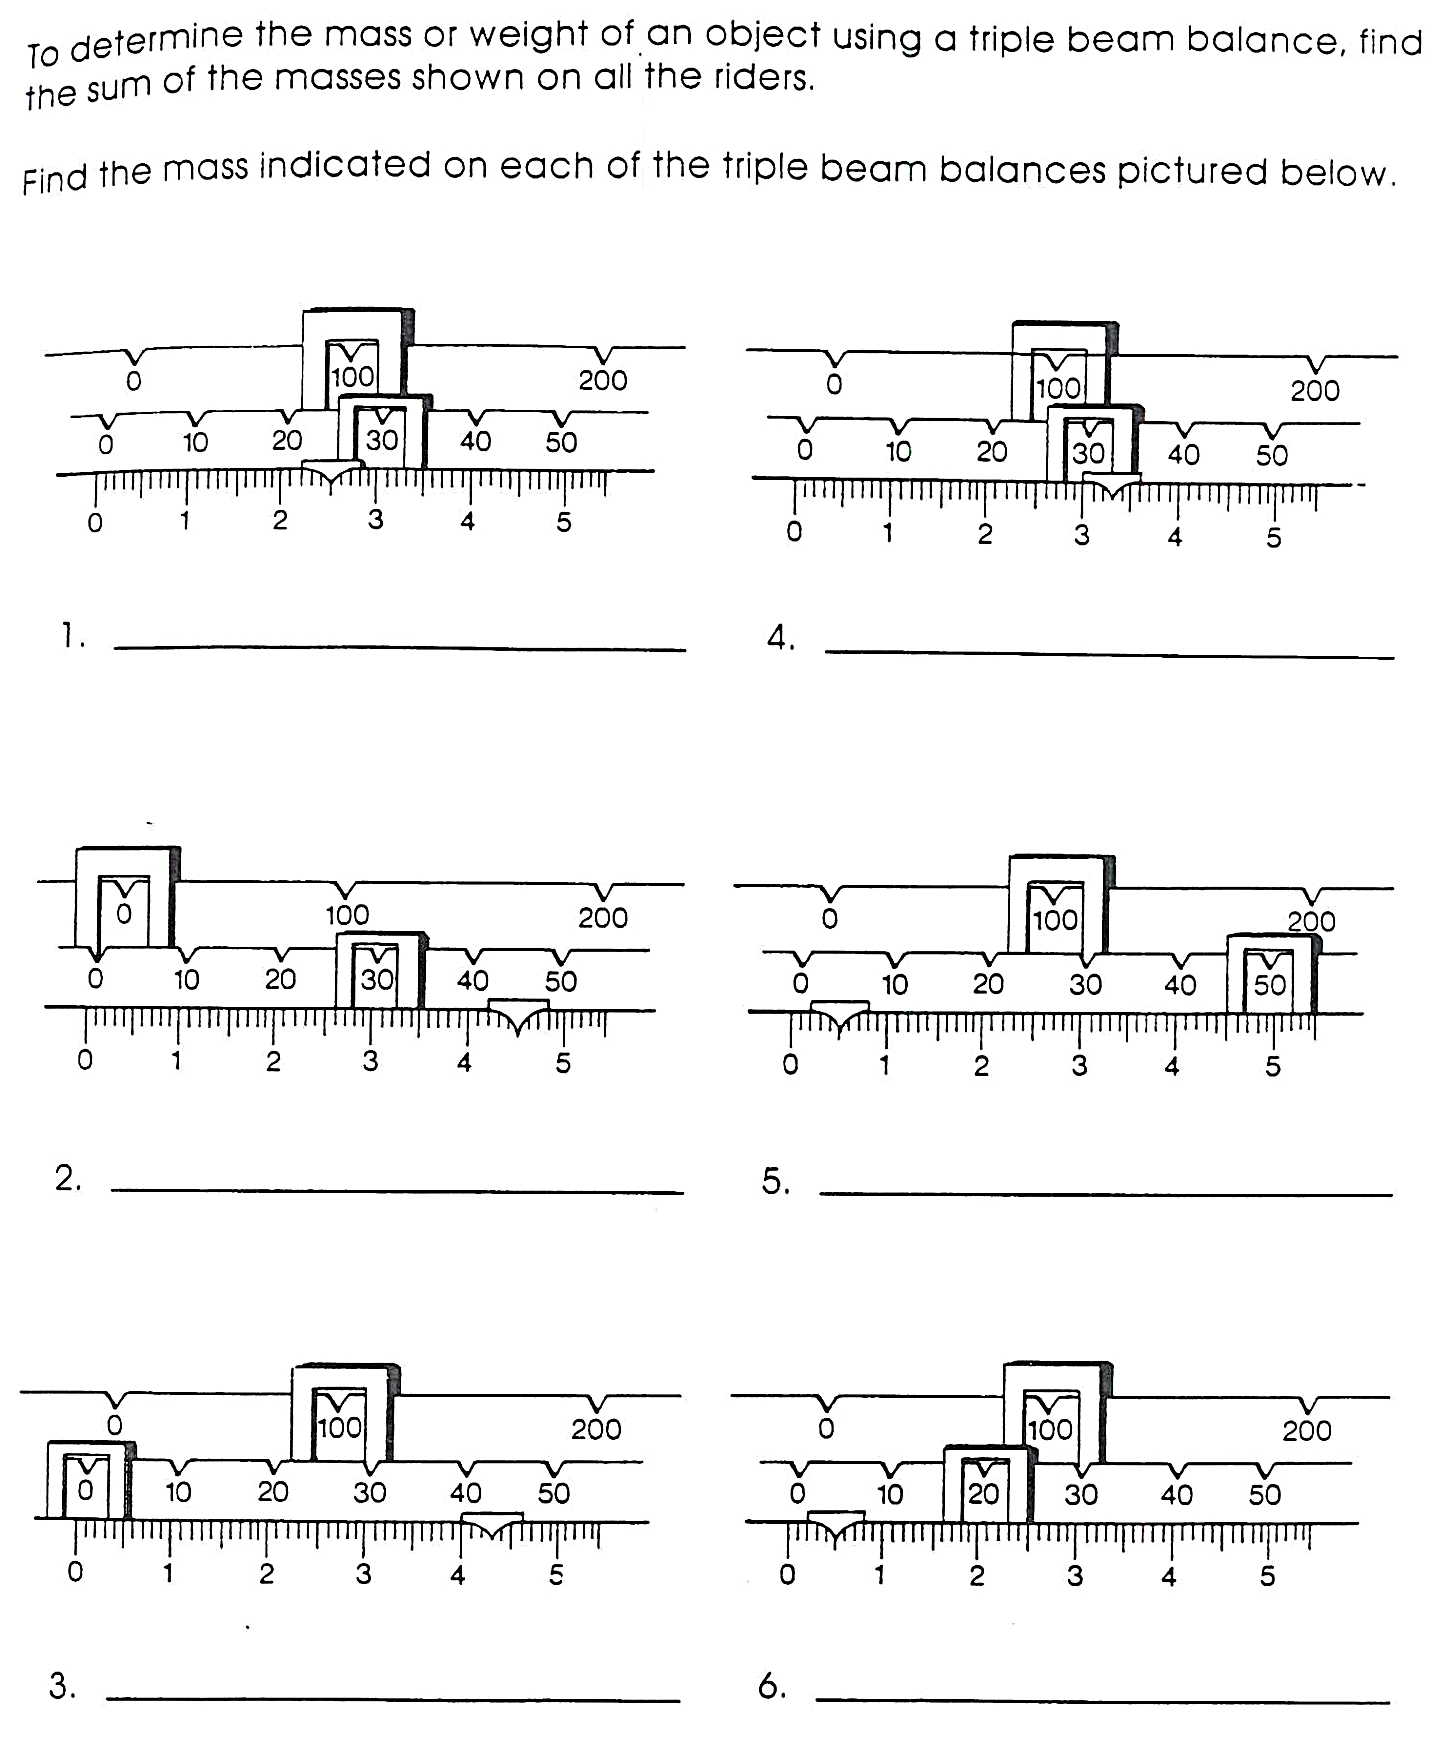 To determine the mass or weight of an object using a triple beam balance, find
the sum of the masses shown on all the riders.
Find the mass indicated on each of the triple beam balances pictured below.
0 100 200
0 10 20 30 40 50
0 1 2 3 4 5
1.
0 100 200
0 10 20 30 40 50
0 1 2 3 4 5
4.
0 100 200
0 10 20 30 40 50
0 1 2 3 4 5
2.
0 100 200
0 10 20 30 40 50
0 1 2 3 4 5
5.
0 100 200
0 10 20 30 40 50
0 1 2 3 4 5
3.
0 100 200
0 10 20 30 40 50
0 1 2 3 4 5
6.